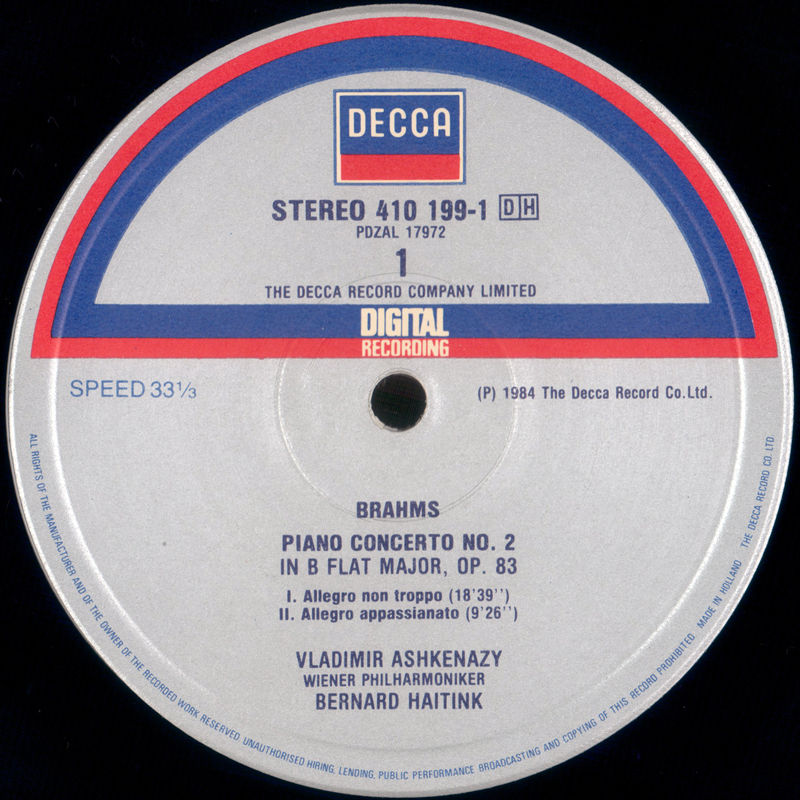 DECCA
STEREO 410 199-1 DH
PDZAL 17972
1
THE DECCA RECORD COMPANY LIMITED
DIGITAL
RECORDING
SPEED 33⅓
(P) 1984 The Decca Record Co.Ltd.
BRAHMS
PIANO CONCERTO NO. 2
IN B FLAT MAJOR, OP. 83
I. Allegro non troppo (18'39'')
II. Allegro appassianato (9'26'')
VLADIMIR ASHKENAZY
WIENER PHILHARMONIKER
BERNARD HAITINK
ALL RIGHTS OF THE MANUFACTURER AND OF THE OWNER OF THE RECORDED WORK RESERVED. UNAUTHORISED HIRING, LENDING, PUBLIC PERFORMANCE BROADCASTING AND COPYING OF THIS RECORD PROHIBITED MADE IN HOLLAND THE DECCA RECORD CO. LTD.